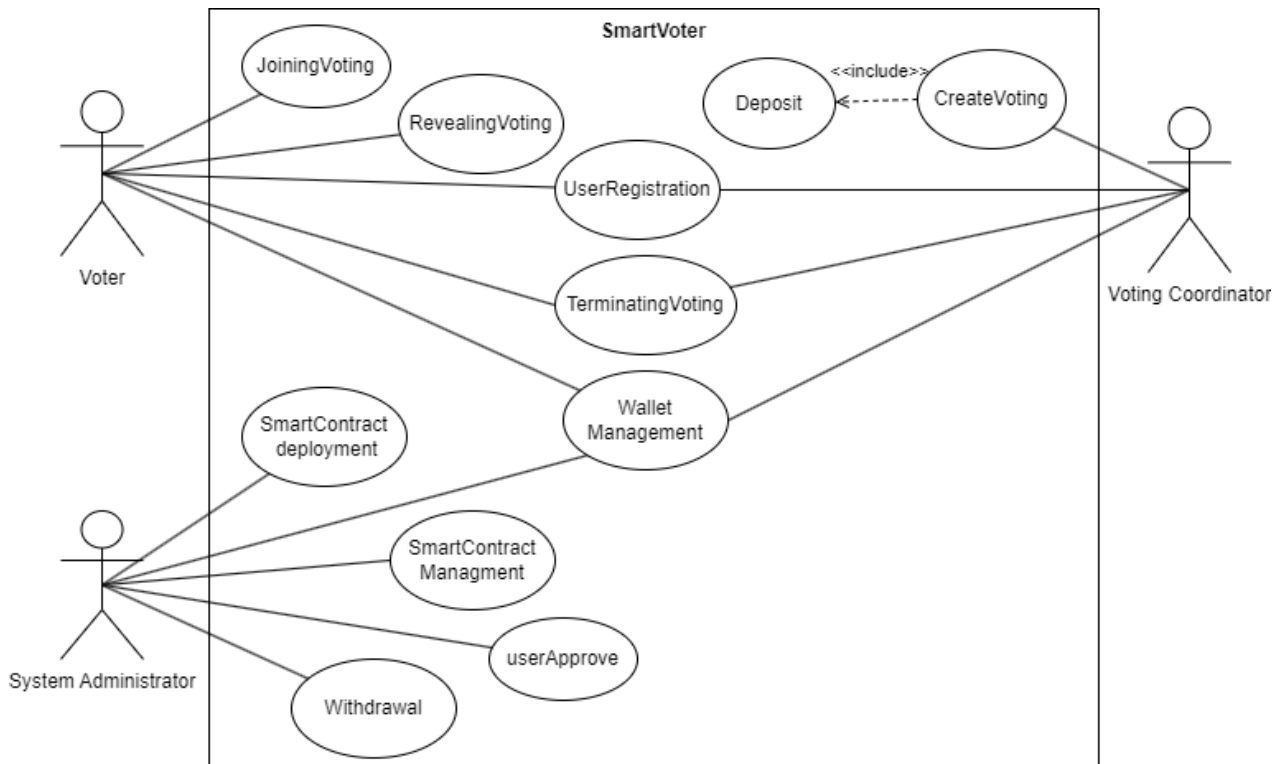 SmartVoter
JoiningVoting
<<include>>
Deposit
CreateVoting
RevealingVoting
UserRegistration
Voter
TerminatingVoting
Voting Coordinator
SmartContract
deployment
Wallet
Management
SmartContract
Managment
userApprove
System Administrator
Withdrawal